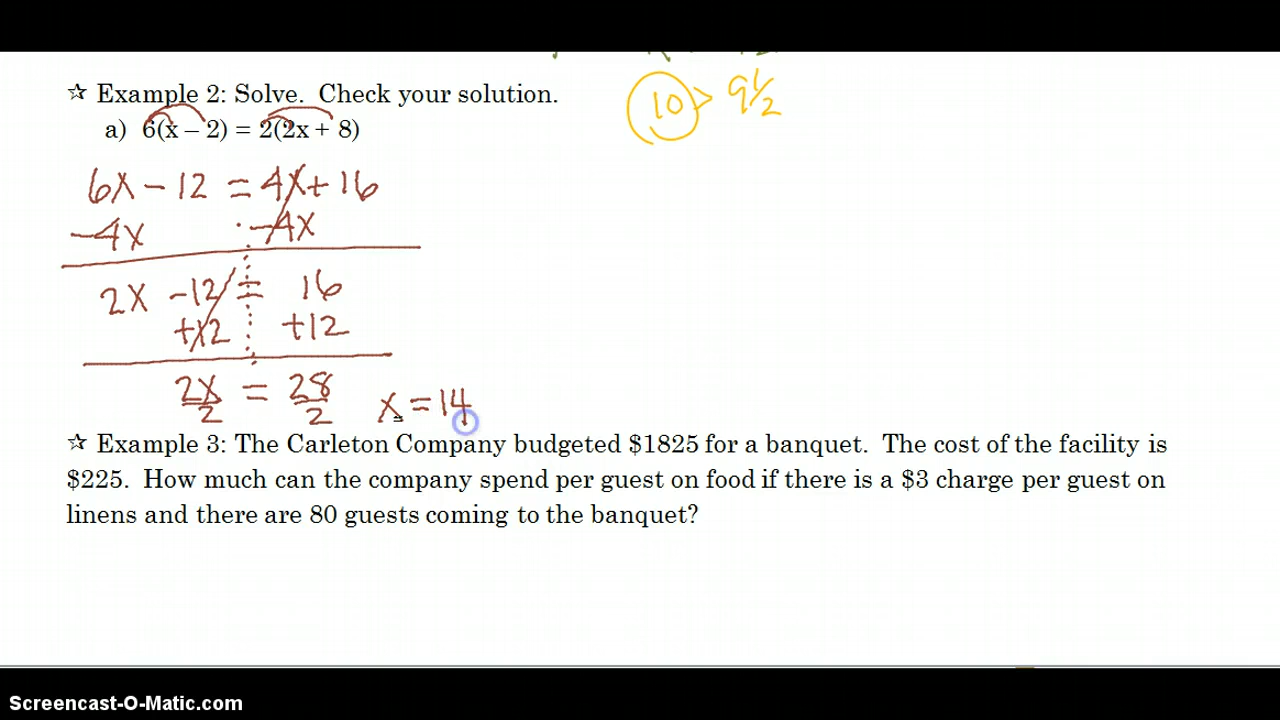 ☆ Example 2: Solve. Check your solution.
10 > 9 1/2
a) 6(x – 2) = 2(2x + 8)
6x - 12 = 4x + 16
-4x -4x
2x -12 = 16
+12 +12
2x/2 = 28/2 x = 14
☆ Example 3: The Carleton Company budgeted $1825 for a banquet. The cost of the facility is
$225. How much can the company spend per guest on food if there is a $3 charge per guest on
linens and there are 80 guests coming to the banquet?
Screencast-O-Matic.com